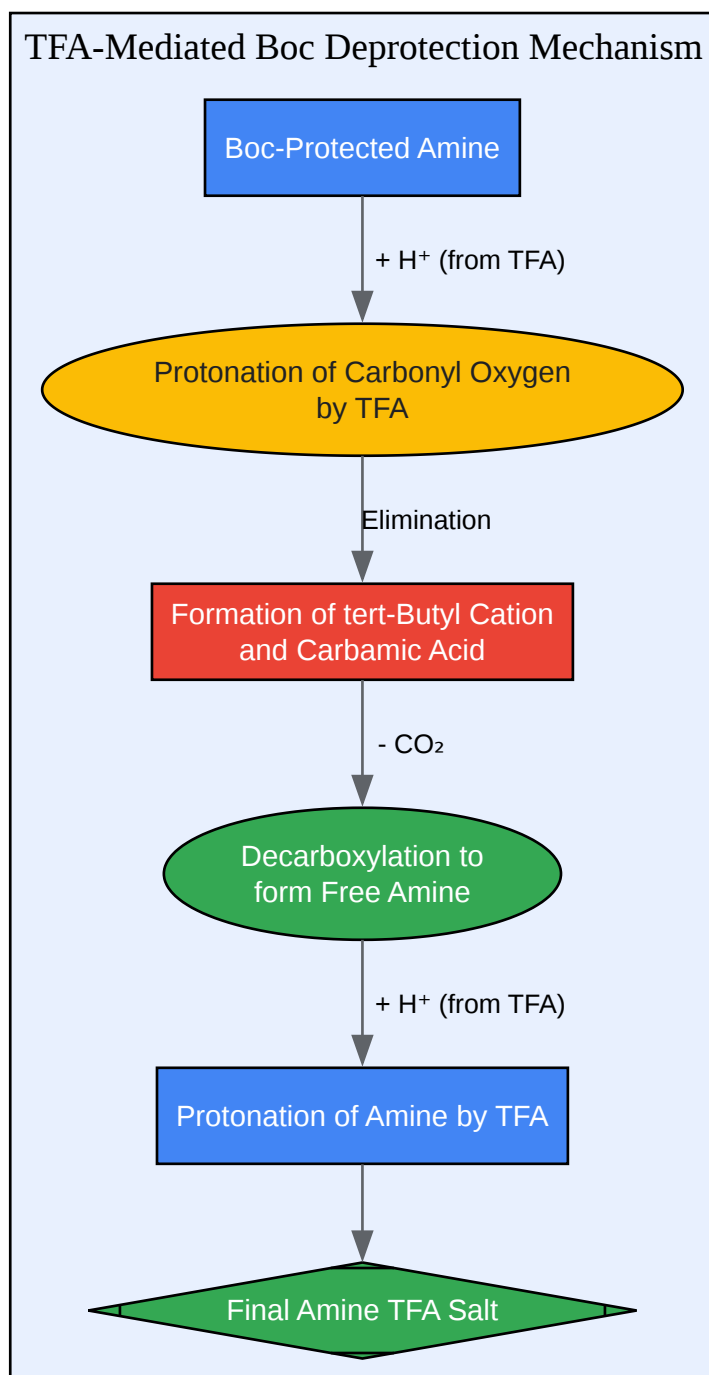 TFA-Mediated Boc Deprotection Mechanism
Boc-Protected Amine
+ H⁺ (from TFA)
Protonation of Carbonyl Oxygen
by TFA
Elimination
Formation of tert-Butyl Cation
and Carbamic Acid
- CO₂
Decarboxylation to
form Free Amine
+ H⁺ (from TFA)
Protonation of Amine by TFA
Final Amine TFA Salt